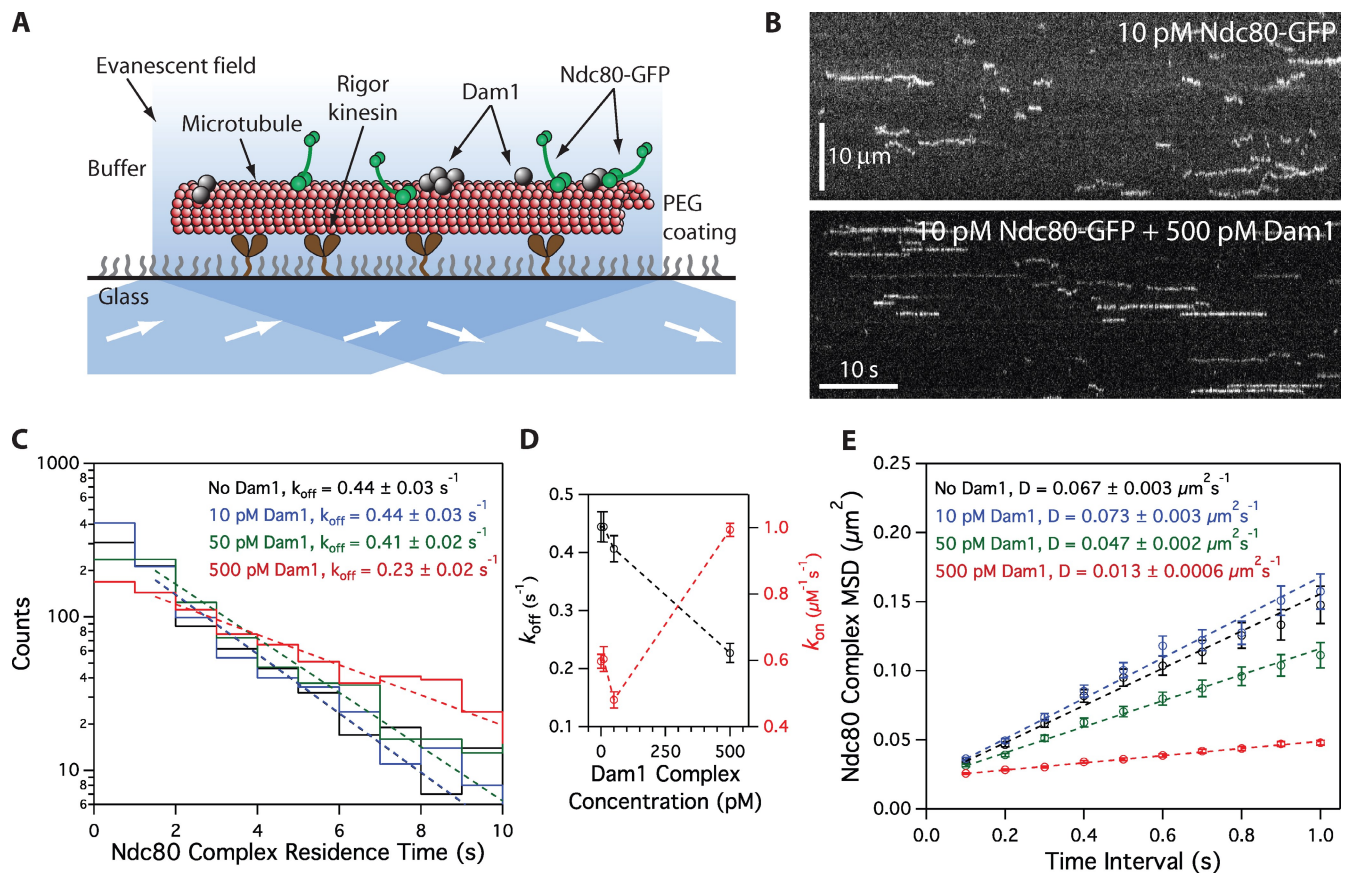 A
Evanescent field
Rigor
kinesin
Dam1
Ndc80-GFP
Microtubule
Buffer
PEG
coating
Glass
B
10 pM Ndc80-GFP
10 µm
10 pM Ndc80-GFP + 500 pM Dam1
10 s
C
Counts
1000
8
6
4
2
100
8
6
4
2
10
8
6
No Dam1, koff = 0.44 ± 0.03 s-1
10 pM Dam1, koff = 0.44 ± 0.03 s-1
50 pM Dam1, koff = 0.41 ± 0.02 s-1
500 pM Dam1, koff = 0.23 ± 0.02 s-1
0 2 4 6 8 10
Ndc80 Complex Residence Time (s)
D
koff (s-1)
0.5
0.4
0.3
0.2
0.1
kon (µM-1s-1)
1.0
0.8
0.6
0.4
0 250 500
Dam1 Complex
Concentration (pM)
E
Ndc80 Complex MSD (µm2)
0.25
0.20
0.15
0.10
0.05
0.00
No Dam1, D = 0.067 ± 0.003 µm2s-1
10 pM Dam1, D = 0.073 ± 0.003 µm2s-1
50 pM Dam1, D = 0.047 ± 0.002 µm2s-1
500 pM Dam1, D = 0.013 ± 0.0006 µm2s-1
0.0 0.2 0.4 0.6 0.8 1.0
Time Interval (s)